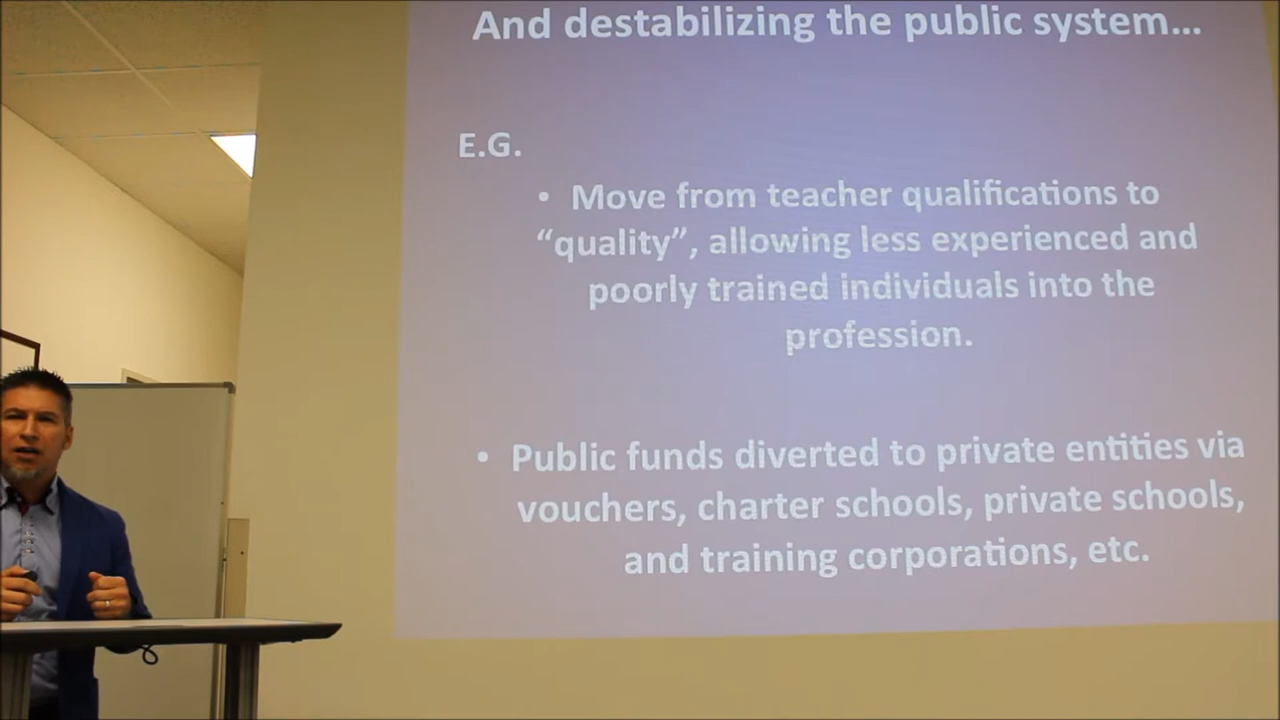 And destabilizing the public system...
E.G.
• Move from teacher qualifications to
“quality”, allowing less experienced and
poorly trained individuals into the
profession.
• Public funds diverted to private entities via
vouchers, charter schools, private schools,
and training corporations, etc.